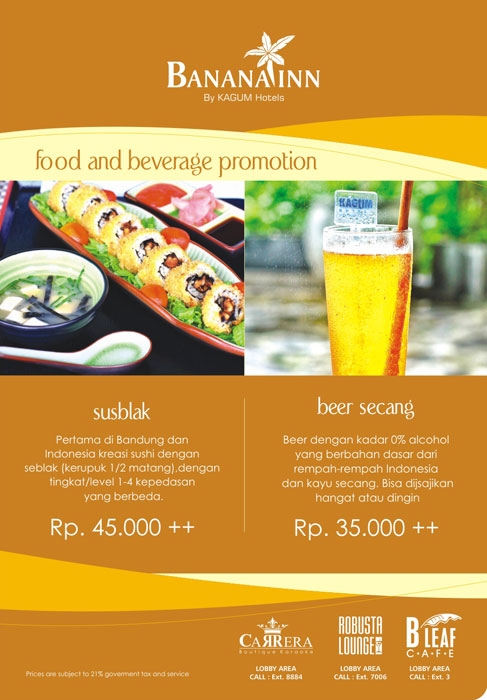 BANANA INN
By KAGUM Hotels
food and beverage promotion
KAGUM
susblak
Pertama di Bandung dan
Indonesia kreasi sushi dengan
seblak (kerupuk 1/2 matang),dengan
tingkat/level 1-4 kepedasan
yang berbeda.
Rp. 45.000 ++
beer secang
Beer dengan kadar 0% alcohol
yang berbahan dasar dari
rempah-rempah Indonesia
dan kayu secang. Bisa disajikan
hangat atau dingin
Rp. 35.000 ++
CARRERA
Boutique Karaoke
LOBBY AREA
CALL : Ext. 8884
ROBUSTA
LOUNGE
LOBBY AREA
CALL : Ext. 7006
B LEAF
CAFE
LOBBY AREA
CALL : Ext. 3
Prices are subject to 21% goverment tax and service